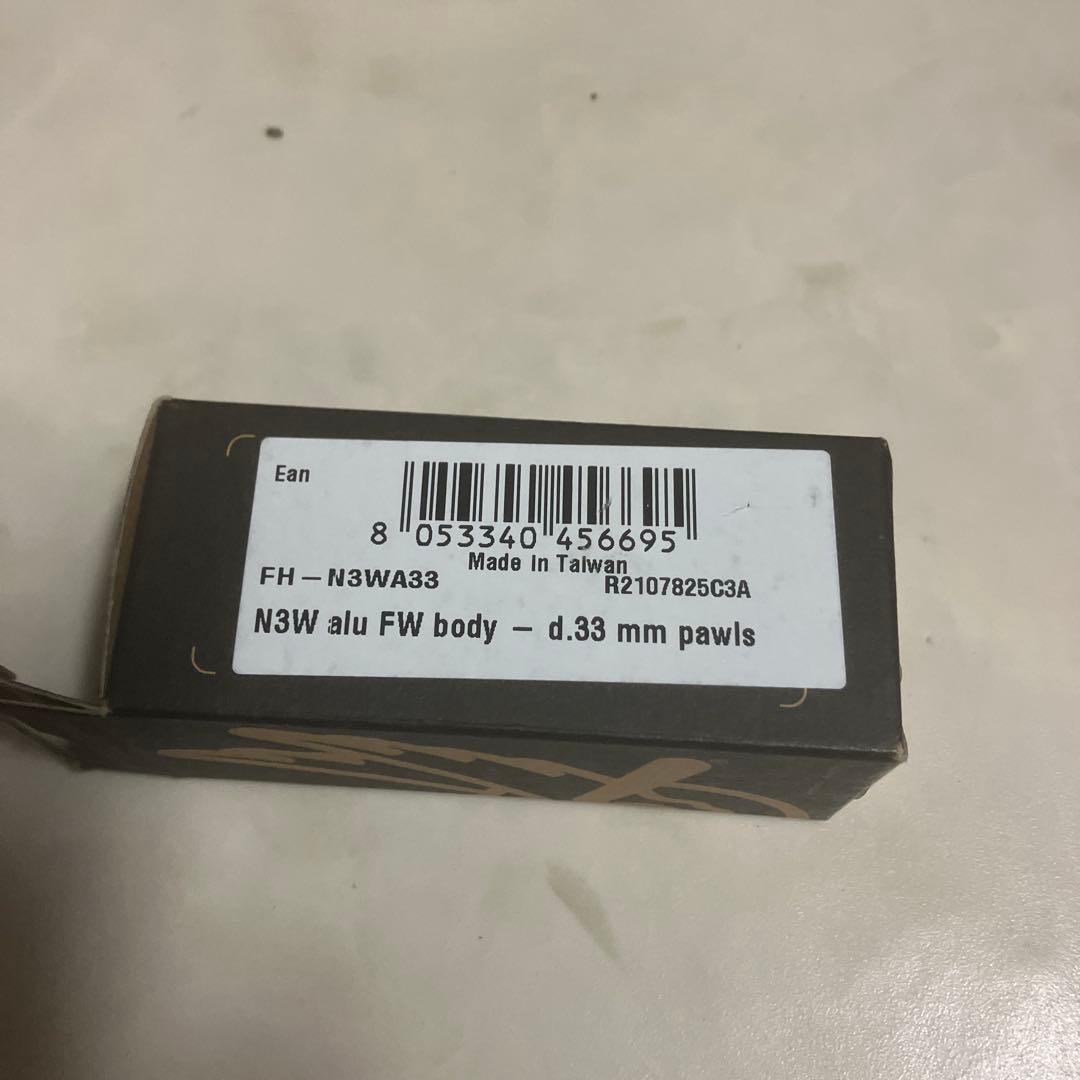 Ean
8 053340 456695
Made In Taiwan
FH-N3WA33 R2107825C3A
N3W alu FW body - d.33 mm pawls